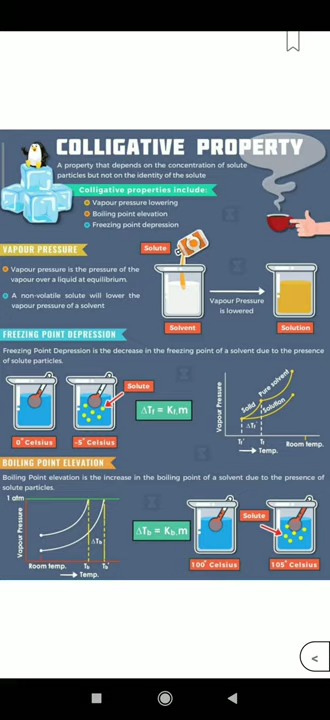 COLLIGATIVE PROPERTY
A property that depends on the concentration of solute
particles but not on the identity of the solute
Colligative properties include:
Vapour pressure lowering
Boiling point elevation
Freezing point depression
VAPOUR PRESSURE
Vapour pressure is the pressure of the
vapour over a liquid at equilibrium.
A non-volatile solute will lower the
vapour pressure of a solvent
Solute
Solvent
Vapour Pressure
is lowered
Solution
FREEZING POINT DEPRESSION
Freezing Point Depression is the decrease in the freezing point of a solvent due to the presence
of solute particles.
Solute
0° Celsius
-5° Celsius
ΔTf = Kf.m
Vapour Pressure
Solid
Pure solvent
Solution
ΔTf
Tf' Tf Room temp.
Temp.
BOILING POINT ELEVATION
Boiling Point elevation is the increase in the boiling point of a solvent due to the presence of
solute particles.
1 atm
Vapour Pressure
ΔTb
Room temp. Tb Tb'
Temp.
ΔTb = Kb.m
Solute
100° Celsius
105° Celsius
<